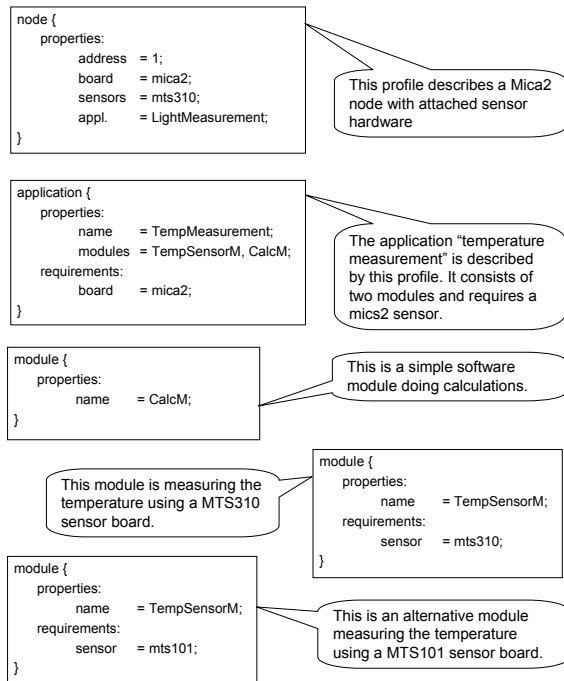 node {
properties:
address = 1;
board = mica2;
sensors = mts310;
appl. = LightMeasurement;
}
This profile describes a Mica2
node with attached sensor
hardware
application {
properties:
name = TempMeasurement;
modules = TempSensorM, CalcM;
requirements:
board = mica2;
}
The application “temperature
measurement” is described
by this profile. It consists of
two modules and requires a
mics2 sensor.
module {
properties:
name = CalcM;
}
This is a simple software
module doing calculations.
This module is measuring the
temperature using a MTS310
sensor board.
module {
properties:
name = TempSensorM;
requirements:
sensor = mts310;
}
module {
properties:
name = TempSensorM;
requirements:
sensor = mts101;
}
This is an alternative module
measuring the temperature
using a MTS101 sensor board.